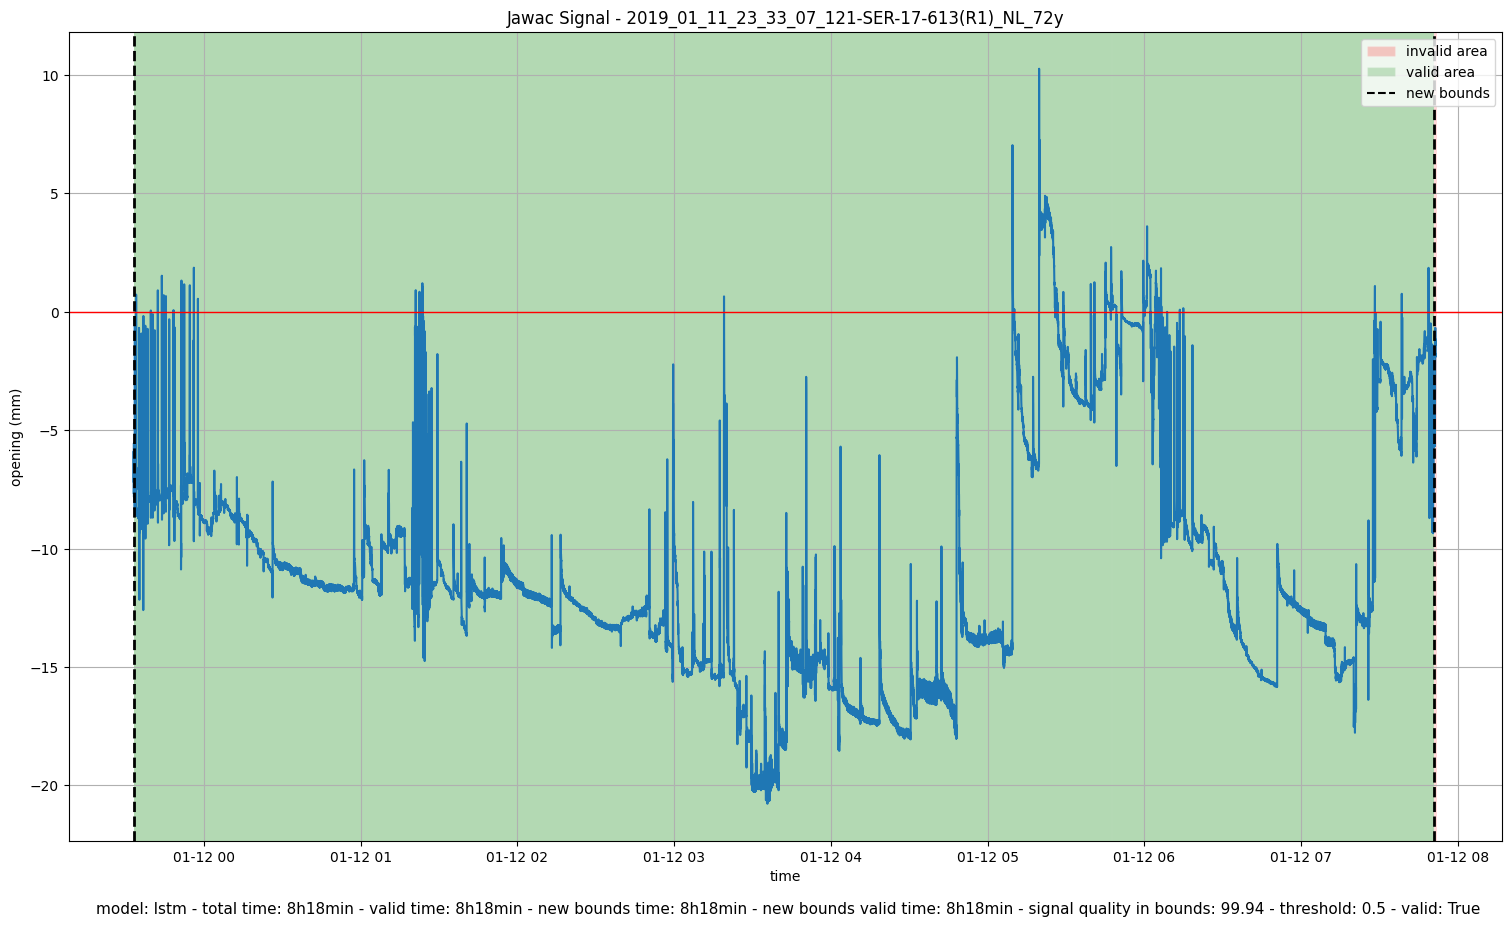 Jawac Signal - 2019_01_11_23_33_07_121-SER-17-613(R1)_NL_72y
invalid area
valid area
new bounds
10
5
0
−5
−10
−15
−20
opening (mm)
01-12 00
01-12 01
01-12 02
01-12 03
01-12 04
01-12 05
01-12 06
01-12 07
01-12 08
time
model: lstm - total time: 8h18min - valid time: 8h18min - new bounds time: 8h18min - new bounds valid time: 8h18min - signal quality in bounds: 99.94 - threshold: 0.5 - valid: True